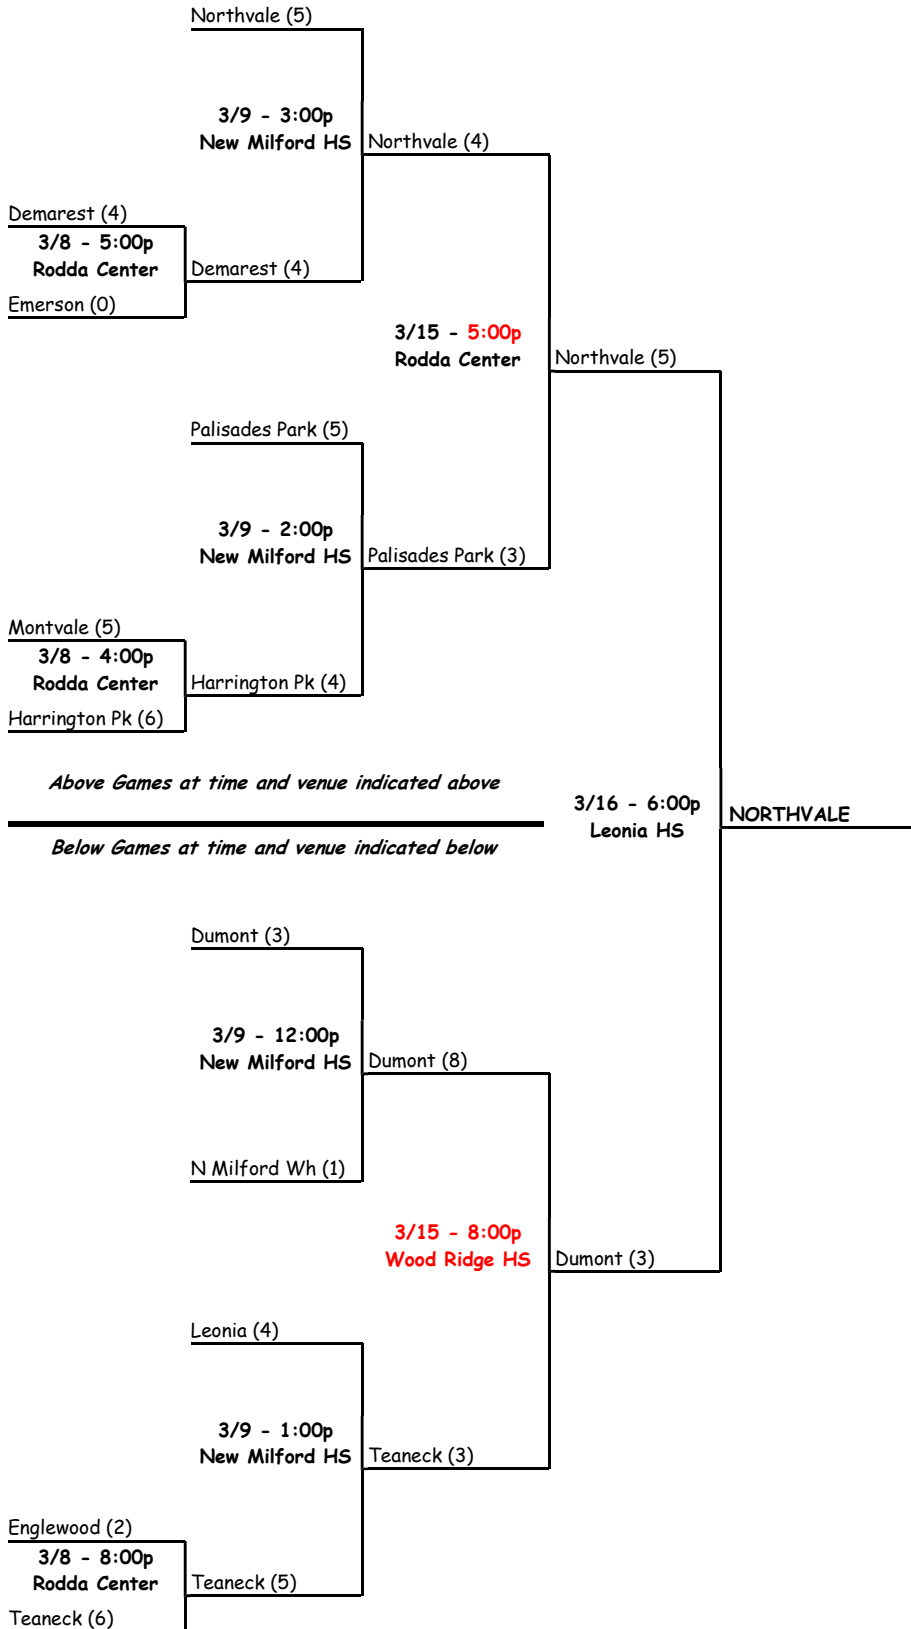 Northvale (5)
3/9 - 3:00p
New Milford HS
Northvale (4)
Demarest (4)
3/8 - 5:00p
Rodda Center
Demarest (4)
Emerson (0)
3/15 - 5:00p
Rodda Center
Northvale (5)
Palisades Park (5)
3/9 - 2:00p
New Milford HS
Palisades Park (3)
Montvale (5)
3/8 - 4:00p
Rodda Center
Harrington Pk (4)
Harrington Pk (6)
Above Games at time and venue indicated above
3/16 - 6:00p
Leonia HS
NORTHVALE
Below Games at time and venue indicated below
Dumont (3)
3/9 - 12:00p
New Milford HS
Dumont (8)
N Milford Wh (1)
3/15 - 8:00p
Wood Ridge HS
Dumont (3)
Leonia (4)
3/9 - 1:00p
New Milford HS
Teaneck (3)
Englewood (2)
3/8 - 8:00p
Rodda Center
Teaneck (5)
Teaneck (6)